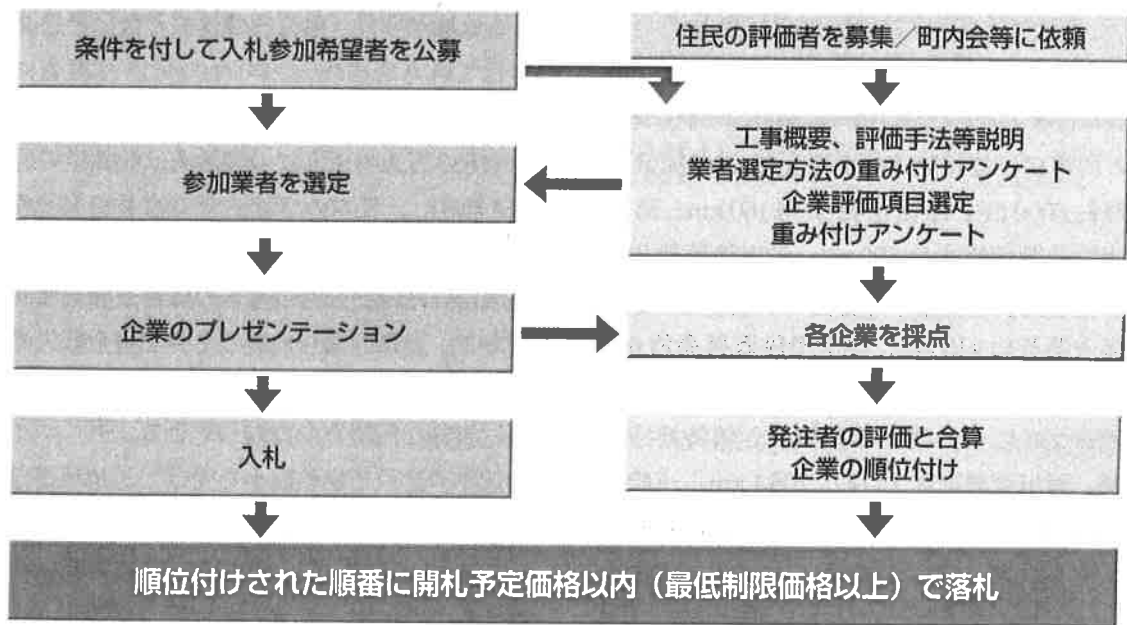 条件を付して入札参加希望者を公募
住民の評価者を募集／町内会等に依頼
工事概要、評価手法等説明
業者選定方法の重み付けアンケート
企業評価項目選定
重み付けアンケート
参加業者を選定
企業のプレゼンテーション
各企業を採点
入札
発注者の評価と合算
企業の順位付け
順位付けされた順番に開札予定価格以内（最低制限価格以上）で落札